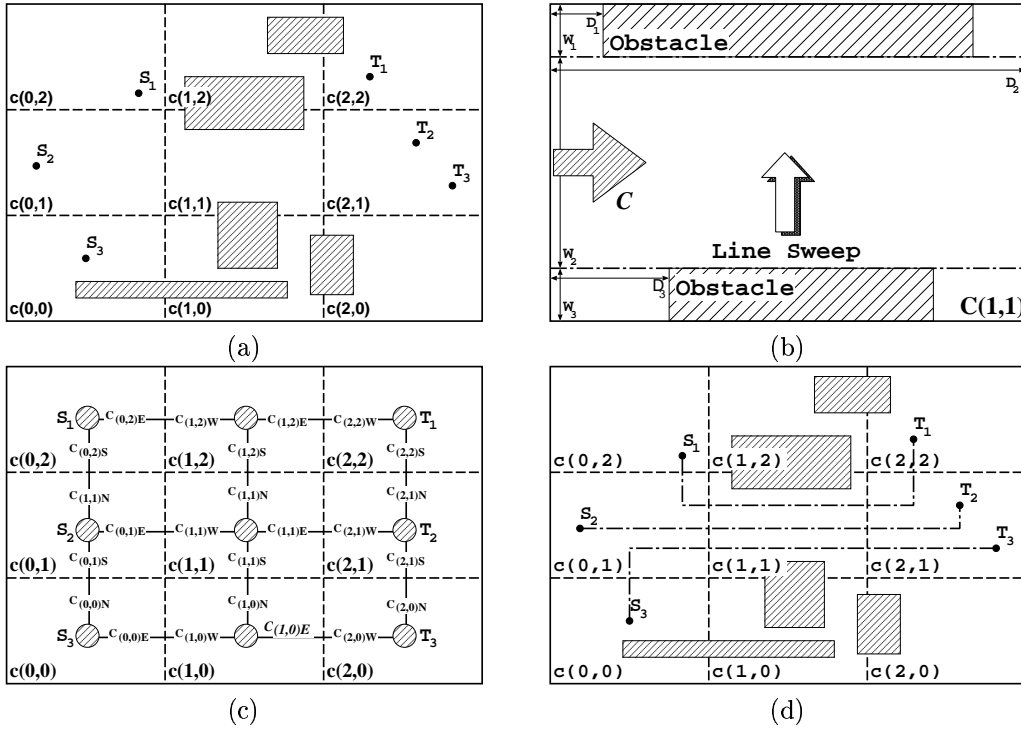 S1
T1
c(0,2) c(1,2) c(2,2)
S2
T2
T3
c(0,1) c(1,1) c(2,1)
S3
c(0,0) c(1,0) c(2,0)
(a)
D1
W1
Obstacle
D2
C
Line Sweep
W2
D3
Obstacle
W3
C(1,1)
(b)
S1 C(0,2)E C(1,2)W C(1,2)E C(2,2)W T1
C(0,2)S C(1,2)S C(2,2)S
c(0,2) c(1,2) c(2,2)
C(1,1)N C(1,1)N C(2,1)N
S2 C(0,1)E C(1,1)W C(1,1)E C(2,1)W T2
C(0,1)S C(1,1)S C(2,1)S
c(0,1) c(1,1) c(2,1)
C(0,0)N C(1,0)N C(2,0)N
S3 C(0,0)E C(1,0)W C(1,0)E C(2,0)W T3
c(0,0) c(1,0) c(2,0)
(c)
S1
T1
c(0,2) c(1,2) c(2,2)
S2
T2
T3
c(0,1) c(1,1) c(2,1)
S3
c(0,0) c(1,0) c(2,0)
(d)